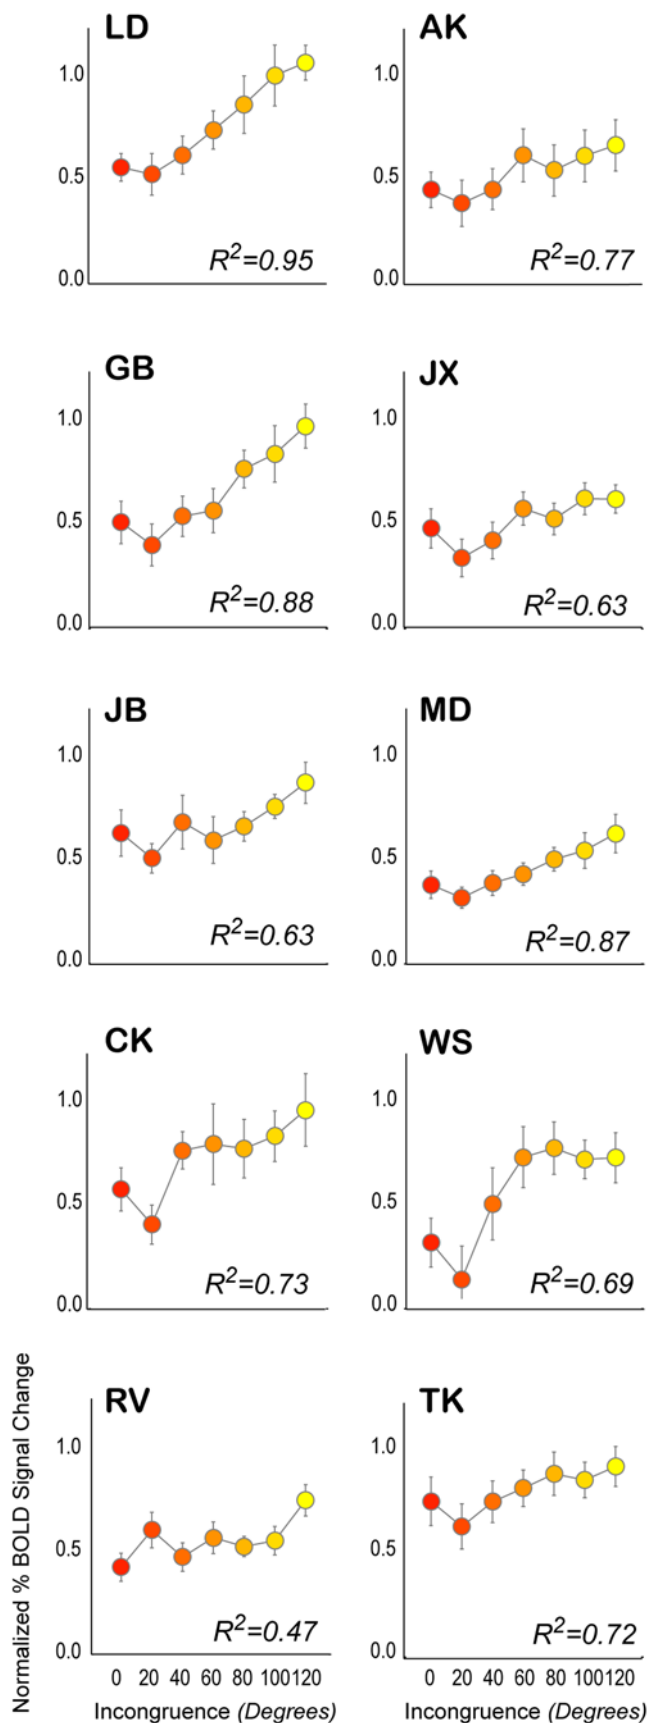 LD
1.0
0.5
R²=0.95
0.0
AK
1.0
0.5
R²=0.77
0.0
GB
1.0
0.5
R²=0.88
0.0
JX
1.0
0.5
R²=0.63
0.0
JB
1.0
0.5
R²=0.63
0.0
MD
1.0
0.5
R²=0.87
0.0
CK
1.0
0.5
R²=0.73
0.0
WS
1.0
0.5
R²=0.69
0.0
Normalized % BOLD Signal Change
RV
1.0
0.5
R²=0.47
0.0
0 20 40 60 80 100 120
Incongruence (Degrees)
TK
1.0
0.5
R²=0.72
0.0
0 20 40 60 80 100 120
Incongruence (Degrees)